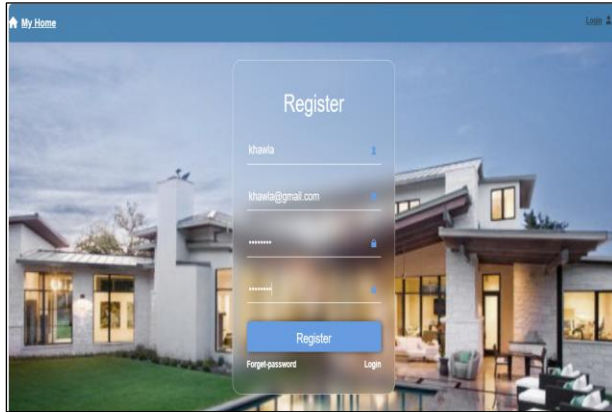 My Home
Login
Register
khawla
khawla@gmail.com
••••••••
••••••••
Register
Forget-password Login